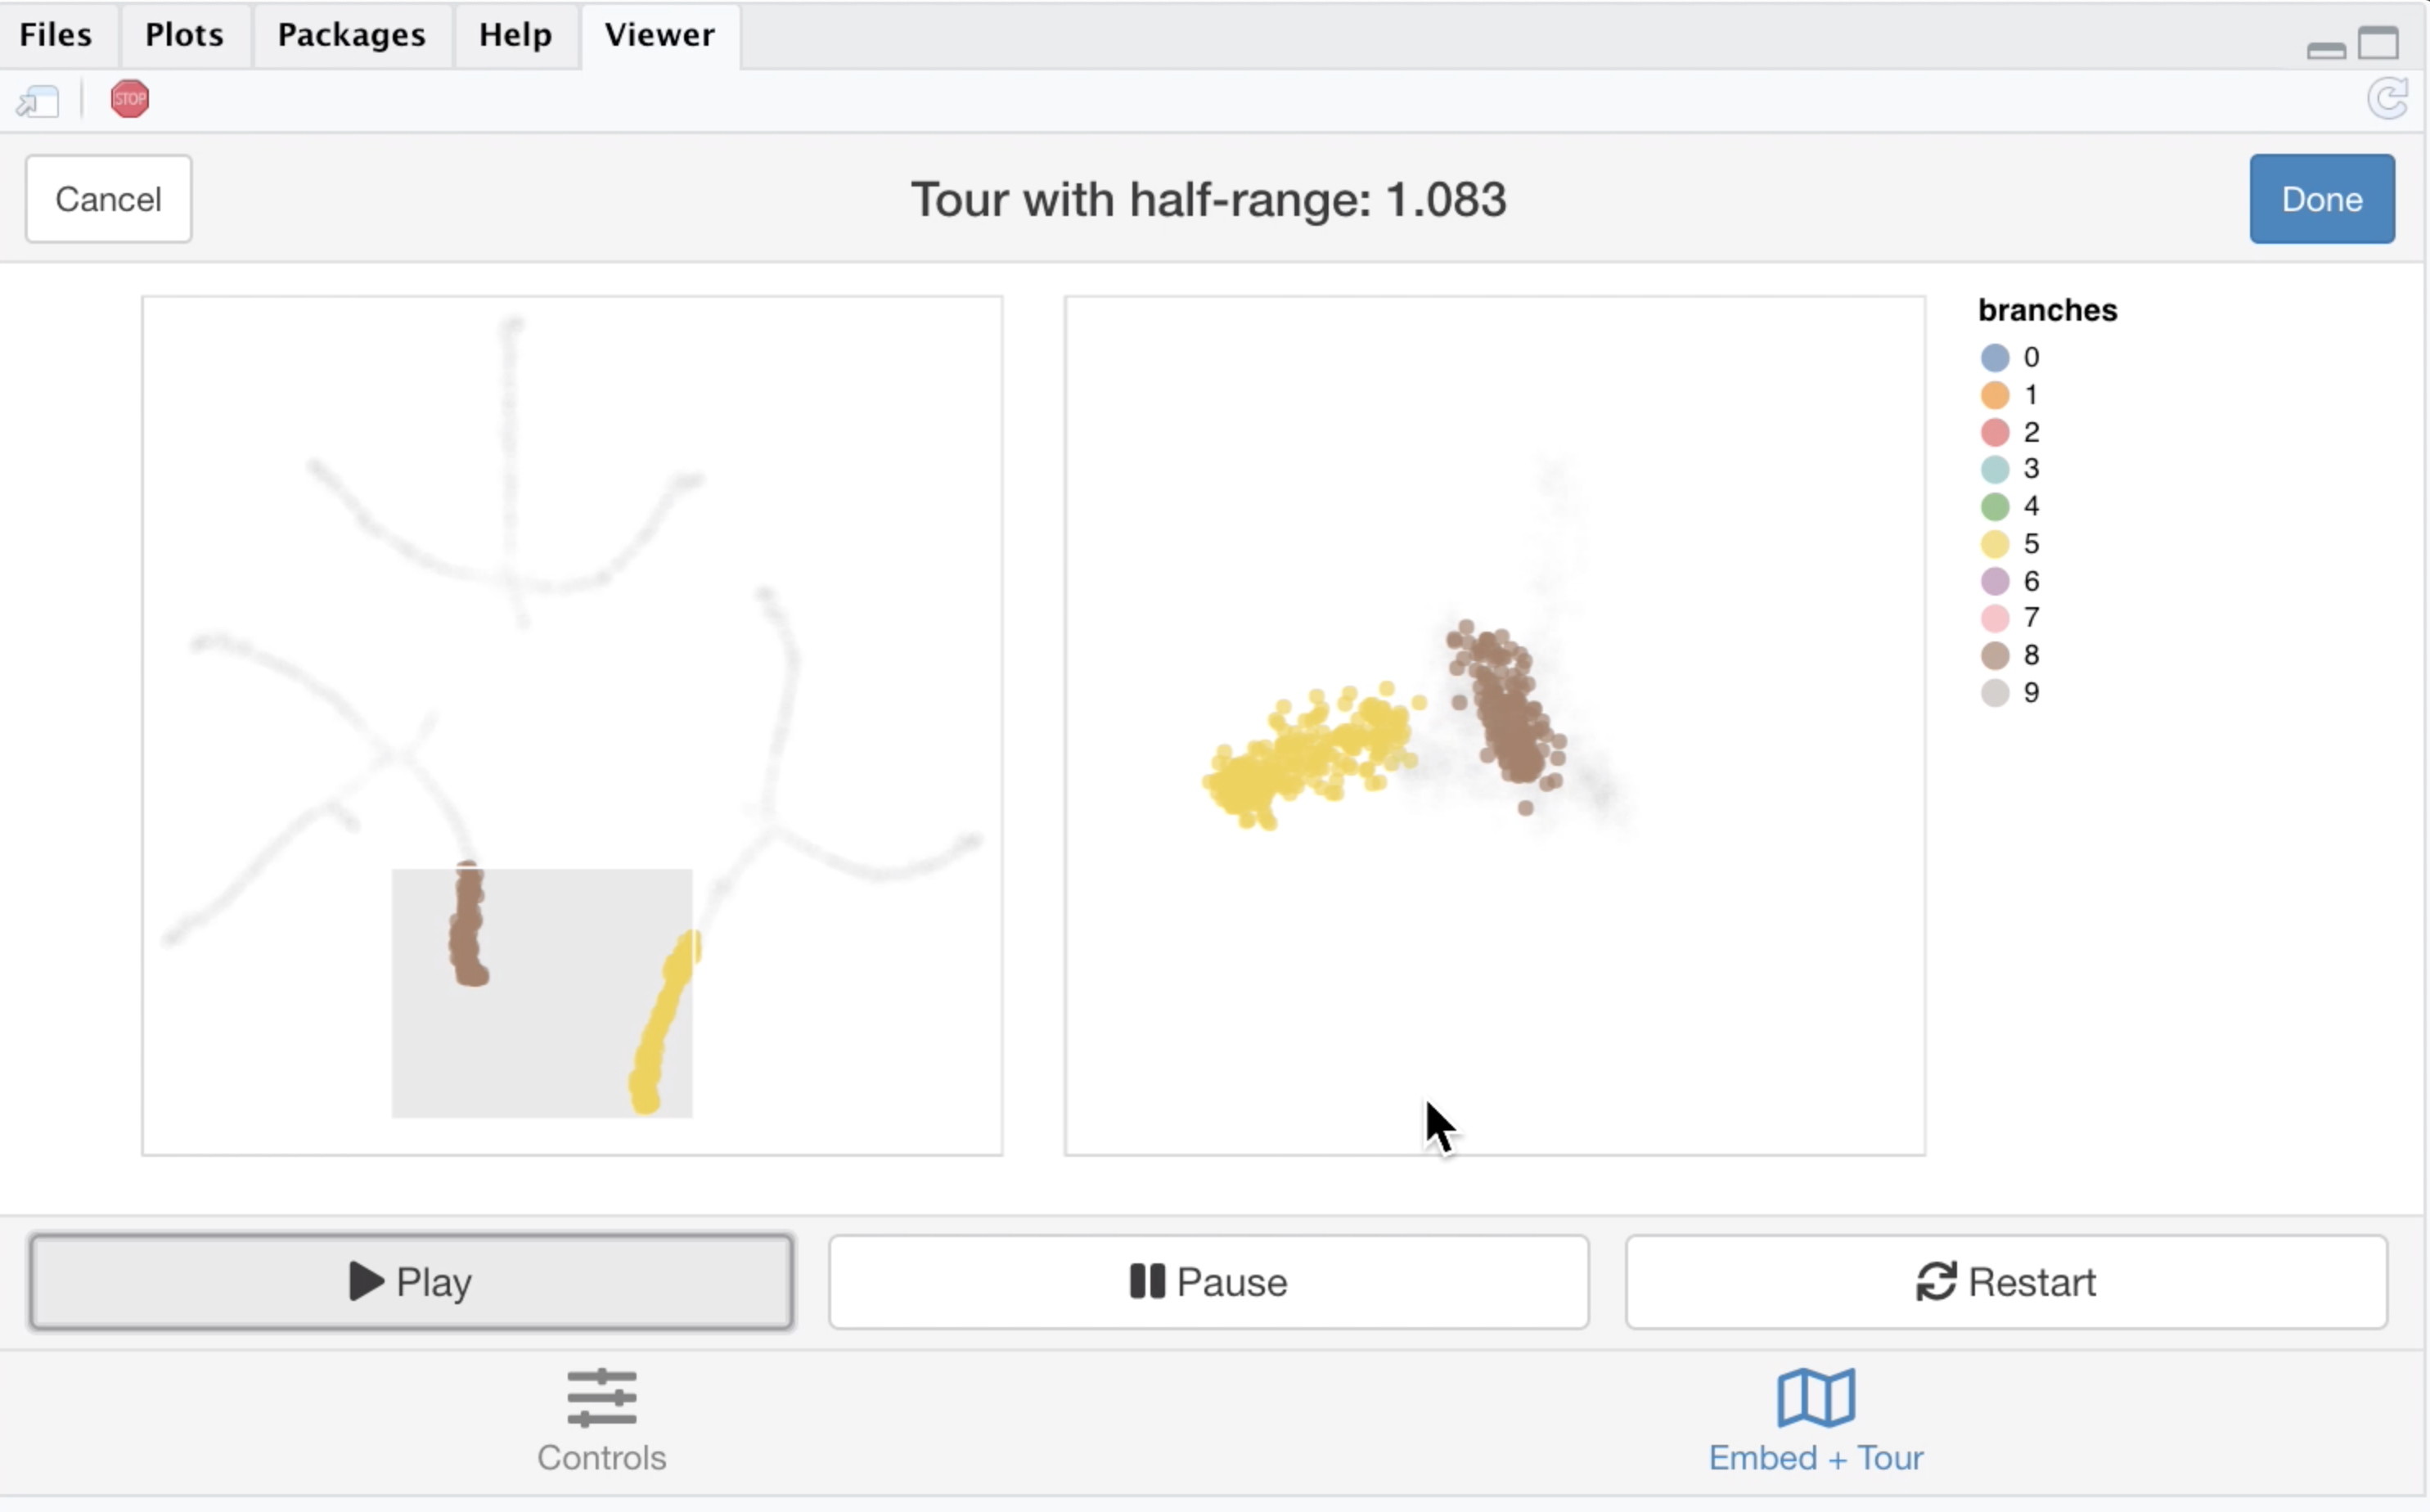 Files Plots Packages Help Viewer
STOP
Cancel Tour with half-range: 1.083 Done
branches
0
1
2
3
4
5
6
7
8
9
Play Pause Restart
Controls Embed + Tour